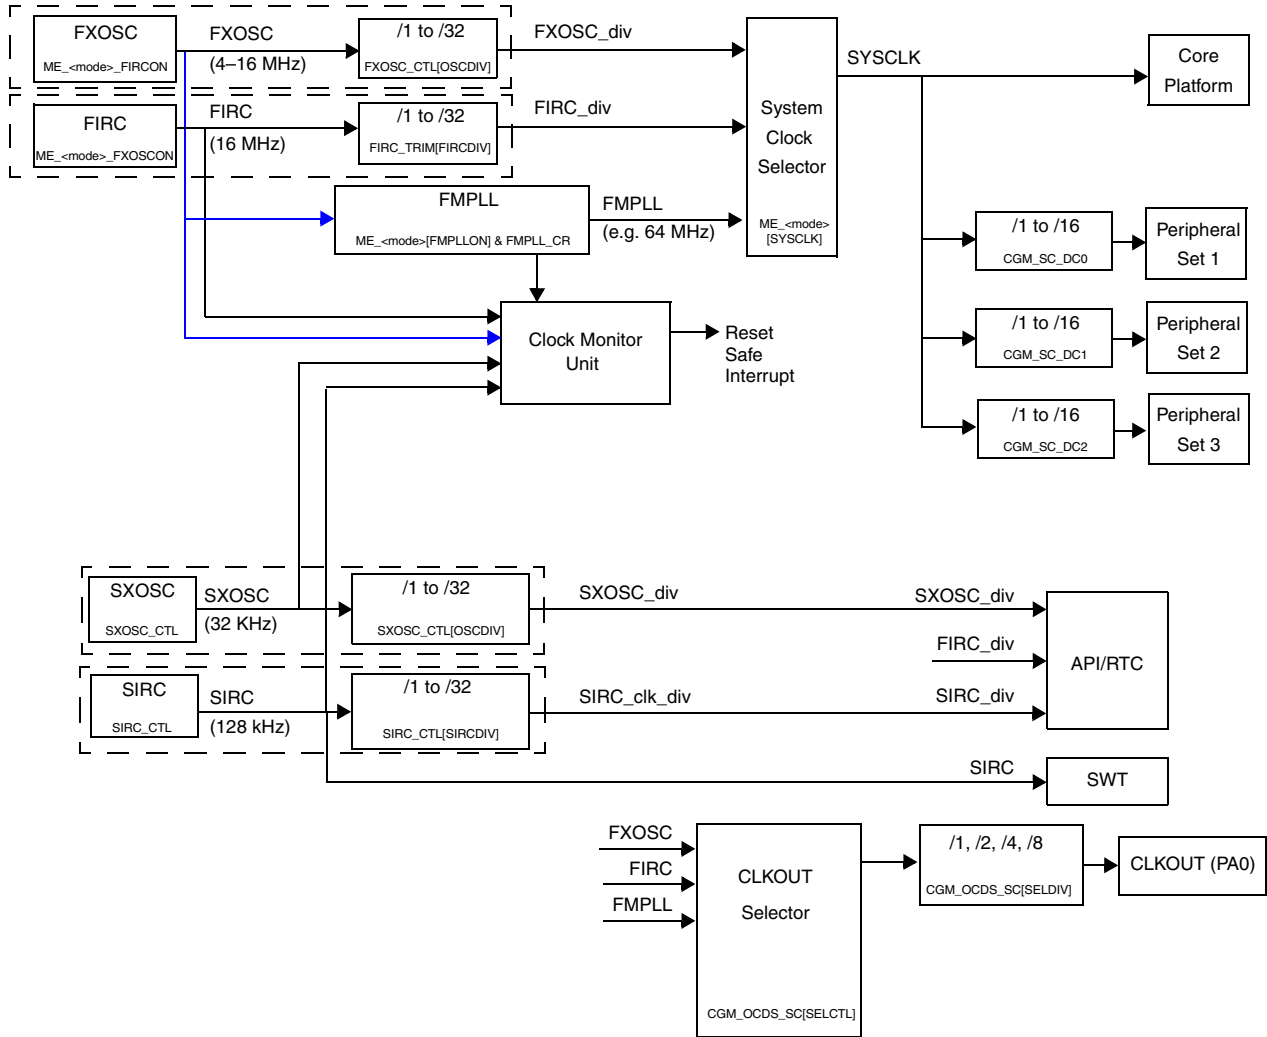 FXOSC
ME_<mode>_FIRCON
FXOSC
(4–16 MHz)
/1 to /32
FXOSC_CTL[OSCDIV]
FXOSC_div
FIRC
ME_<mode>_FXOSCON
FIRC
(16 MHz)
/1 to /32
FIRC_TRIM[FIRCDIV]
FIRC_div
FMPLL
ME_<mode>[FMPLLON] & FMPLL_CR
FMPLL
(e.g. 64 MHz)
System
Clock
Selector
ME_<mode>
[SYSCLK]
SYSCLK
Core
Platform
/1 to /16
CGM_SC_DC0
Peripheral
Set 1
/1 to /16
CGM_SC_DC1
Peripheral
Set 2
/1 to /16
CGM_SC_DC2
Peripheral
Set 3
Clock Monitor
Unit
Reset
Safe
Interrupt
SXOSC
SXOSC_CTL
SXOSC
(32 KHz)
/1 to /32
SXOSC_CTL[OSCDIV]
SXOSC_div
SXOSC_div
FIRC_div
API/RTC
SIRC
SIRC_CTL
SIRC
(128 kHz)
/1 to /32
SIRC_CTL[SIRCDIV]
SIRC_clk_div
SIRC_div
SIRC
SWT
FXOSC
FIRC
FMPLL
CLKOUT
Selector
CGM_OCDS_SC[SELCTL]
/1, /2, /4, /8
CGM_OCDS_SC[SELDIV]
CLKOUT (PA0)